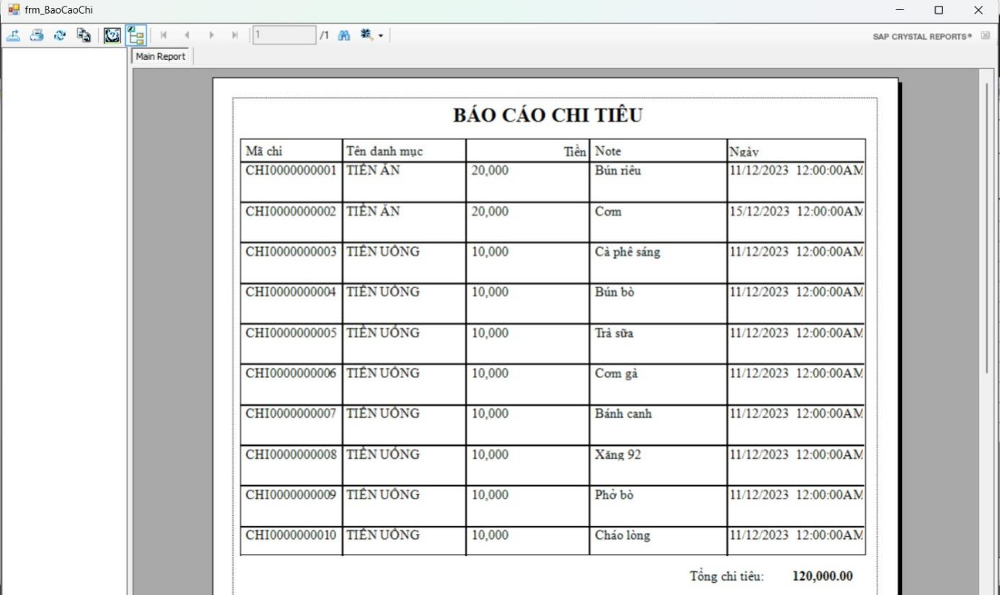 frm_BaoCaoChi
1 /1 SAP CRYSTAL REPORTS®
Main Report
BÁO CÁO CHI TIÊU
Mã chi Tên danh mục Tiền Note Ngày
CHI0000000001 TIỀN ĂN 20,000 Bún riêu 11/12/2023 12:00:00AM
CHI0000000002 TIỀN ĂN 20,000 Cơm 15/12/2023 12:00:00AM
CHI0000000003 TIỀN UỐNG 10,000 Cà phê sáng 11/12/2023 12:00:00AM
CHI0000000004 TIỀN UỐNG 10,000 Bún bò 11/12/2023 12:00:00AM
CHI0000000005 TIỀN UỐNG 10,000 Trà sữa 11/12/2023 12:00:00AM
CHI0000000006 TIỀN UỐNG 10,000 Cơm gà 11/12/2023 12:00:00AM
CHI0000000007 TIỀN UỐNG 10,000 Bánh canh 11/12/2023 12:00:00AM
CHI0000000008 TIỀN UỐNG 10,000 Xăng 92 11/12/2023 12:00:00AM
CHI0000000009 TIỀN UỐNG 10,000 Phở bò 11/12/2023 12:00:00AM
CHI0000000010 TIỀN UỐNG 10,000 Cháo lòng 11/12/2023 12:00:00AM
Tổng chi tiêu: 120,000.00